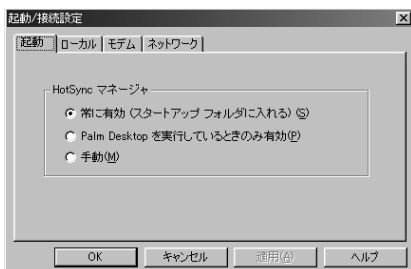 起動/接続設定
起動 ローカル モデム ネットワーク
HotSync マネージャ
常に有効 (スタートアップ フォルダに入れる) (S)
Palm Desktop を実行しているときのみ有効(P)
手動(M)
OK キャンセル 適用(A) ヘルプ